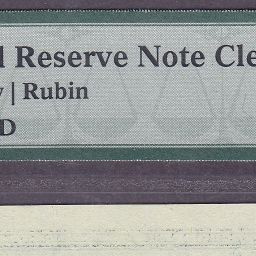 l Reserve Note Cle
| Rubin
D